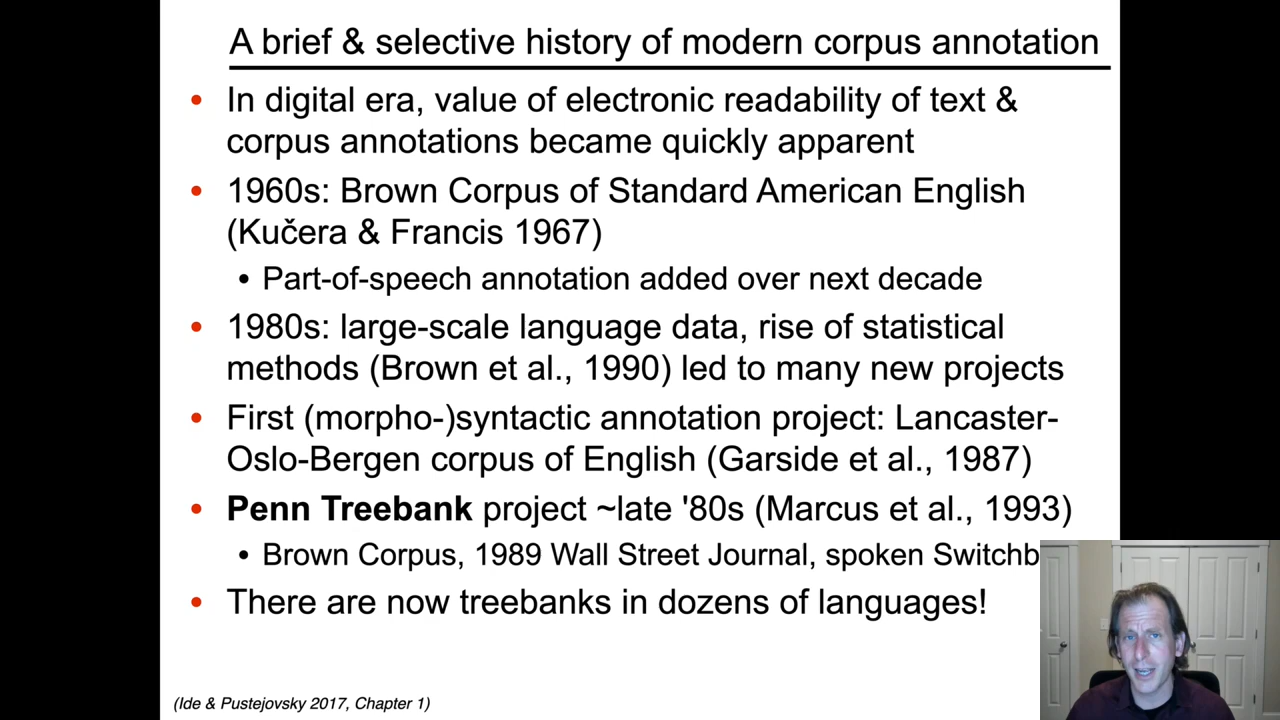 A brief & selective history of modern corpus annotation
• In digital era, value of electronic readability of text &
corpus annotations became quickly apparent
• 1960s: Brown Corpus of Standard American English
(Kučera & Francis 1967)
• Part-of-speech annotation added over next decade
• 1980s: large-scale language data, rise of statistical
methods (Brown et al., 1990) led to many new projects
• First (morpho-)syntactic annotation project: Lancaster-
Oslo-Bergen corpus of English (Garside et al., 1987)
• Penn Treebank project ~late '80s (Marcus et al., 1993)
• Brown Corpus, 1989 Wall Street Journal, spoken
• There are now treebanks in dozens of languages!
(Ide & Pustejovsky 2017, Chapter 1)